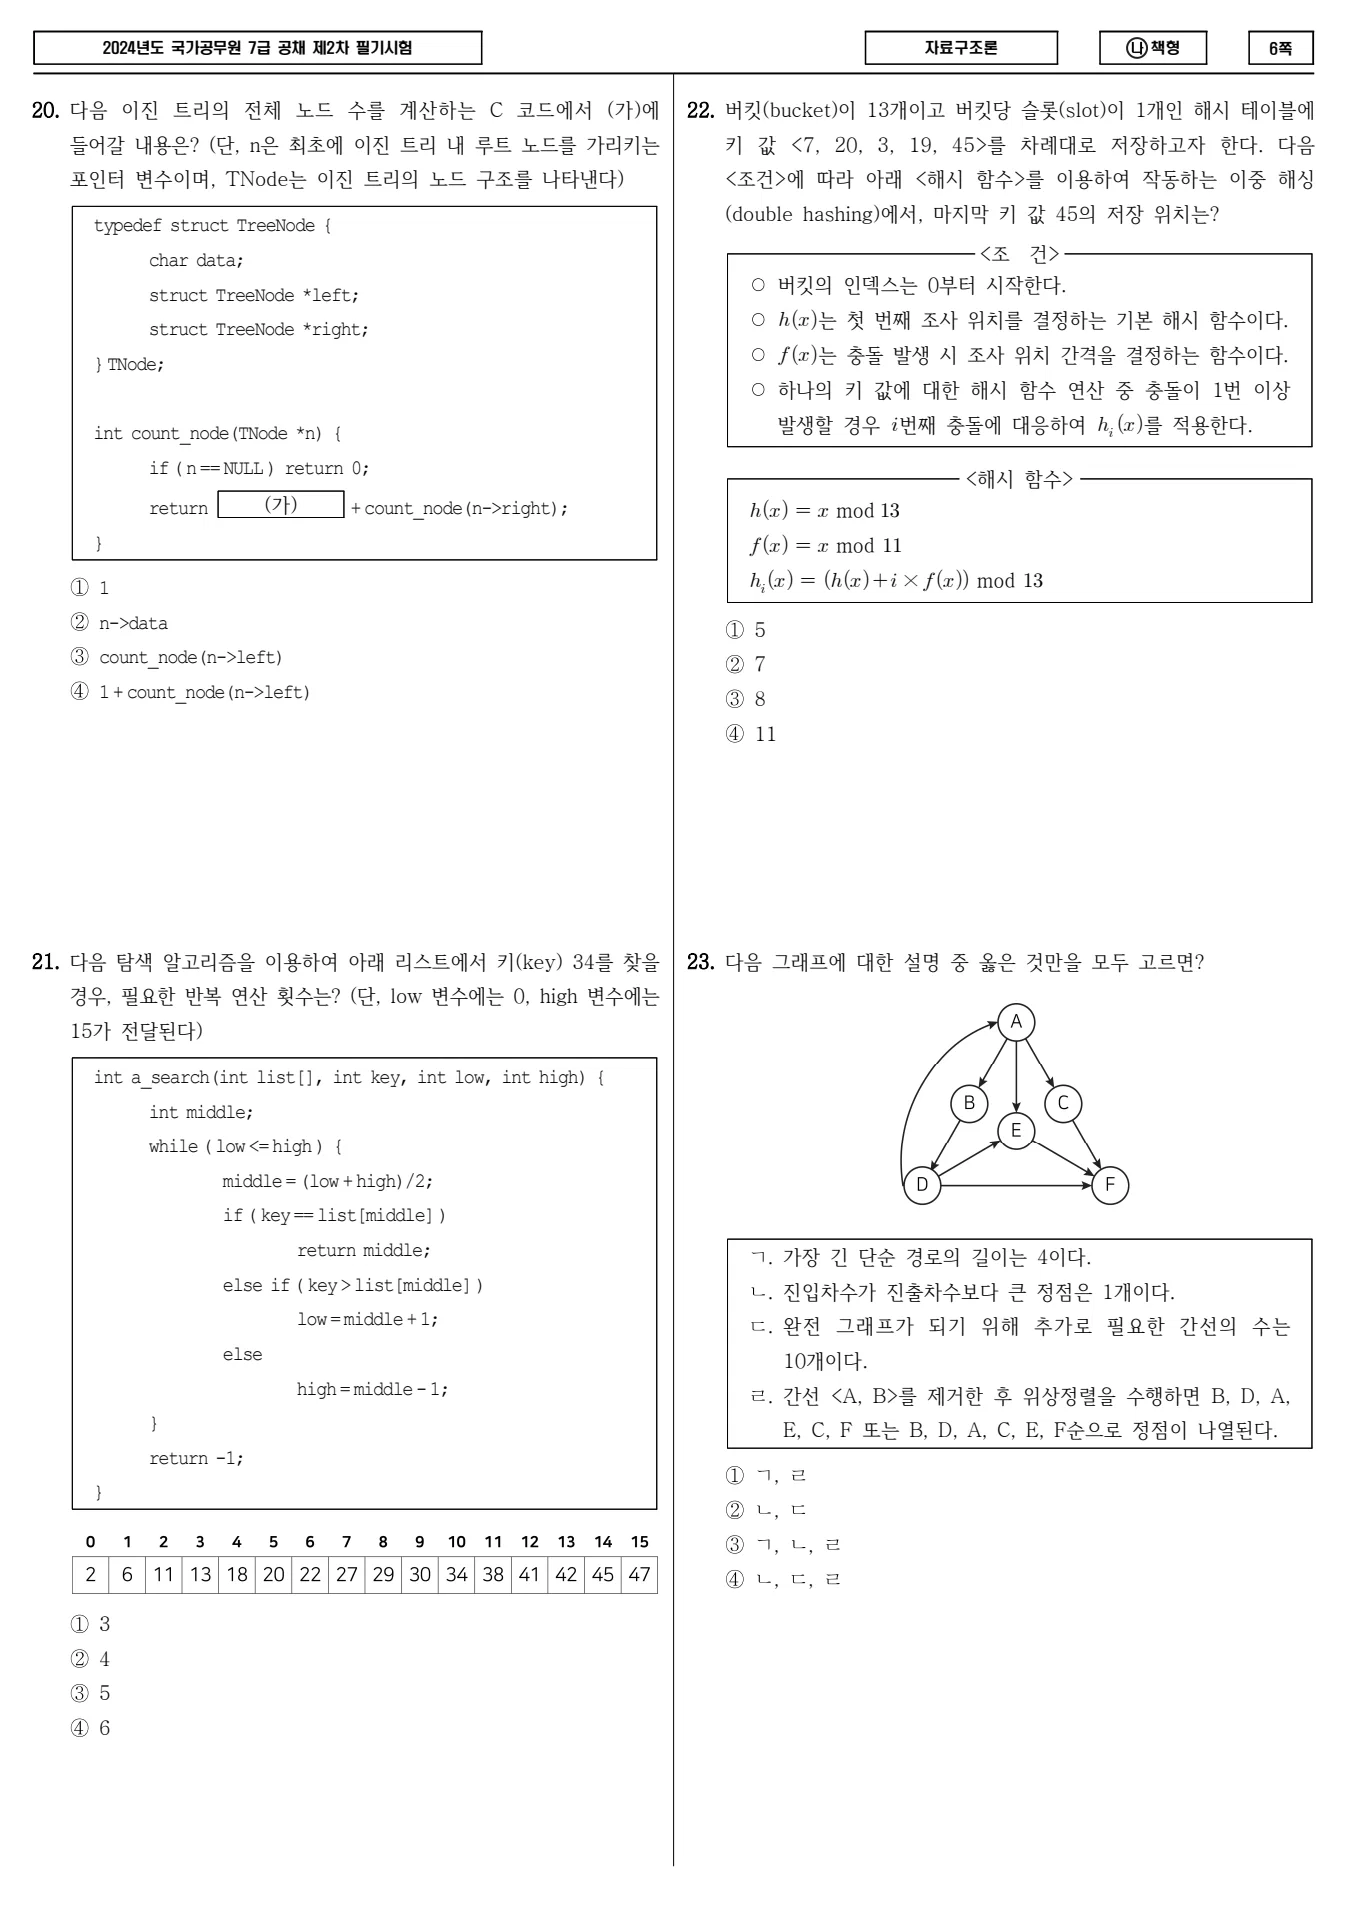 2024년도 국가공무원 7급 공채 제2차 필기시험
자료구조론
㉯책형
6쪽
20. 다음 이진 트리의 전체 노드 수를 계산하는 C 코드에서 (가)에
들어갈 내용은? (단, n은 최초에 이진 트리 내 루트 노드를 가리키는
포인터 변수이며, TNode는 이진 트리의 노드 구조를 나타낸다)
typedef struct TreeNode {
char data;
struct TreeNode *left;
struct TreeNode *right;
} TNode;
int count_node(TNode *n) {
if ( n == NULL ) return 0;
return (가) + count_node(n->right);
}
① 1
② n->data
③ count_node(n->left)
④ 1 + count_node(n->left)
21. 다음 탐색 알고리즘을 이용하여 아래 리스트에서 키(key) 34를 찾을
경우, 필요한 반복 연산 횟수는? (단, low 변수에는 0, high 변수에는
15가 전달된다)
int a_search(int list[], int key, int low, int high) {
int middle;
while ( low <= high ) {
middle = (low + high) /2;
if ( key == list[middle] )
return middle;
else if ( key > list[middle] )
low = middle + 1;
else
high = middle - 1;
}
return -1;
}
0 1 2 3 4 5 6 7 8 9 10 11 12 13 14 15
2 6 11 13 18 20 22 27 29 30 34 38 41 42 45 47
① 3
② 4
③ 5
④ 6
22. 버킷(bucket)이 13개이고 버킷당 슬롯(slot)이 1개인 해시 테이블에
키 값 <7, 20, 3, 19, 45>를 차례대로 저장하고자 한다. 다음
<조건>에 따라 아래 <해시 함수>를 이용하여 작동하는 이중 해싱
(double hashing)에서, 마지막 키 값 45의 저장 위치는?
<조 건>
○ 버킷의 인덱스는 0부터 시작한다.
○ h(x)는 첫 번째 조사 위치를 결정하는 기본 해시 함수이다.
○ f(x)는 충돌 발생 시 조사 위치 간격을 결정하는 함수이다.
○ 하나의 키 값에 대한 해시 함수 연산 중 충돌이 1번 이상
발생할 경우 i번째 충돌에 대응하여 hᵢ(x)를 적용한다.
<해시 함수>
h(x) = x mod 13
f(x) = x mod 11
hᵢ(x) = (h(x)+i×f(x)) mod 13
① 5
② 7
③ 8
④ 11
23. 다음 그래프에 대한 설명 중 옳은 것만을 모두 고르면?
A
B C
E
D F
ㄱ. 가장 긴 단순 경로의 길이는 4이다.
ㄴ. 진입차수가 진출차수보다 큰 정점은 1개이다.
ㄷ. 완전 그래프가 되기 위해 추가로 필요한 간선의 수는
10개이다.
ㄹ. 간선 <A, B>를 제거한 후 위상정렬을 수행하면 B, D, A,
E, C, F 또는 B, D, A, C, E, F순으로 정점이 나열된다.
① ㄱ, ㄹ
② ㄴ, ㄷ
③ ㄱ, ㄴ, ㄹ
④ ㄴ, ㄷ, ㄹ